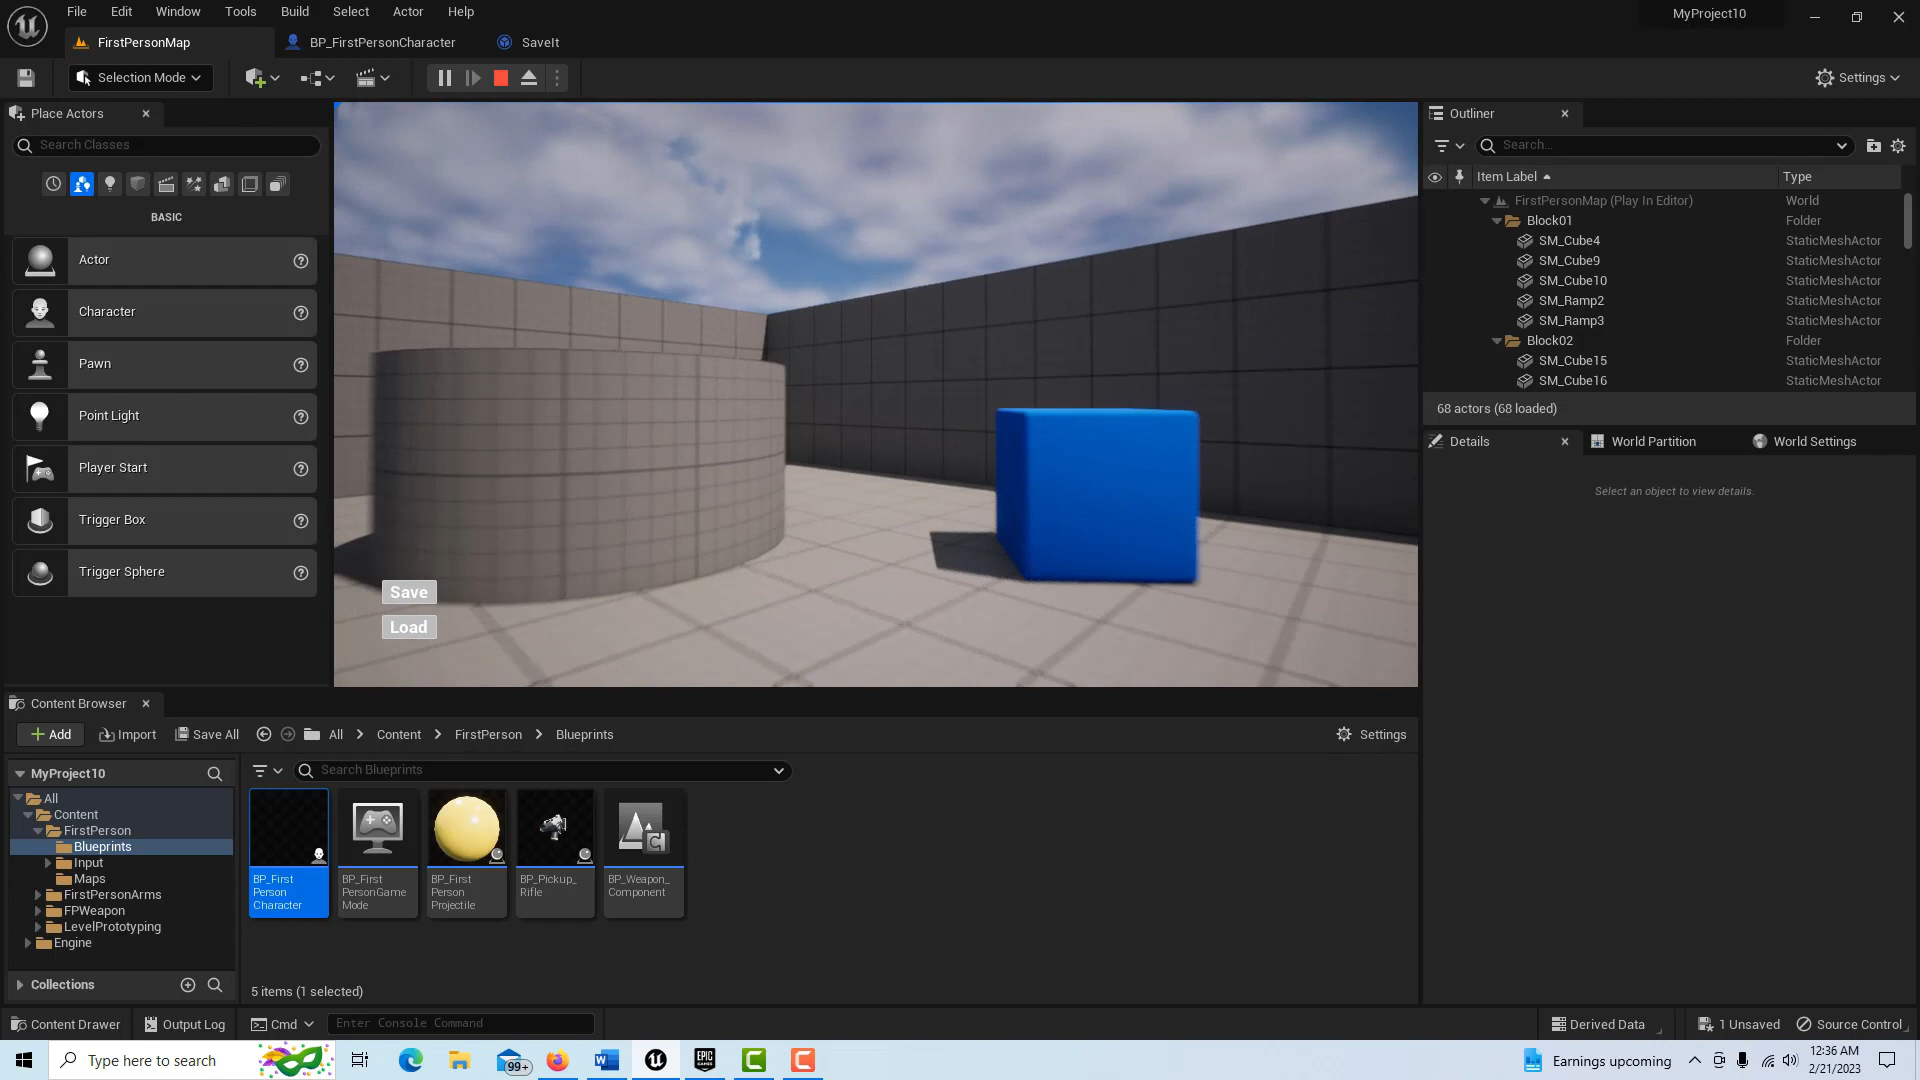 File Edit Window Tools Build Select Actor Help
MyProject10
FirstPersonMap BP_FirstPersonCharacter SaveIt
Selection Mode
Settings
Place Actors
Search Classes
BASIC
Actor
Character
Pawn
Point Light
Player Start
Trigger Box
Trigger Sphere
Save
Load
Outliner
Search...
Item Label Type
FirstPersonMap (Play In Editor) World
Block01 Folder
SM_Cube4 StaticMeshActor
SM_Cube9 StaticMeshActor
SM_Cube10 StaticMeshActor
SM_Ramp2 StaticMeshActor
SM_Ramp3 StaticMeshActor
Block02 Folder
SM_Cube15 StaticMeshActor
SM_Cube16 StaticMeshActor
68 actors (68 loaded)
Details World Partition World Settings
Select an object to view details.
Content Browser
Add Import Save All All Content FirstPerson Blueprints Settings
MyProject10
Search Blueprints
All
Content
FirstPerson
Blueprints
Input
Maps
FirstPersonArms
FPWeapon
LevelPrototyping
Engine
Collections
BP_First
Person
Character
BP_First
PersonGame
Mode
BP_First
Person
Projectile
BP_Pickup_
Rifle
BP_Weapon_
Component
5 items (1 selected)
Content Drawer Output Log Cmd Enter Console Command Derived Data 1 Unsaved Source Control
Type here to search
99+
EPIC
GAMES
Earnings upcoming
12:36 AM
2/21/2023